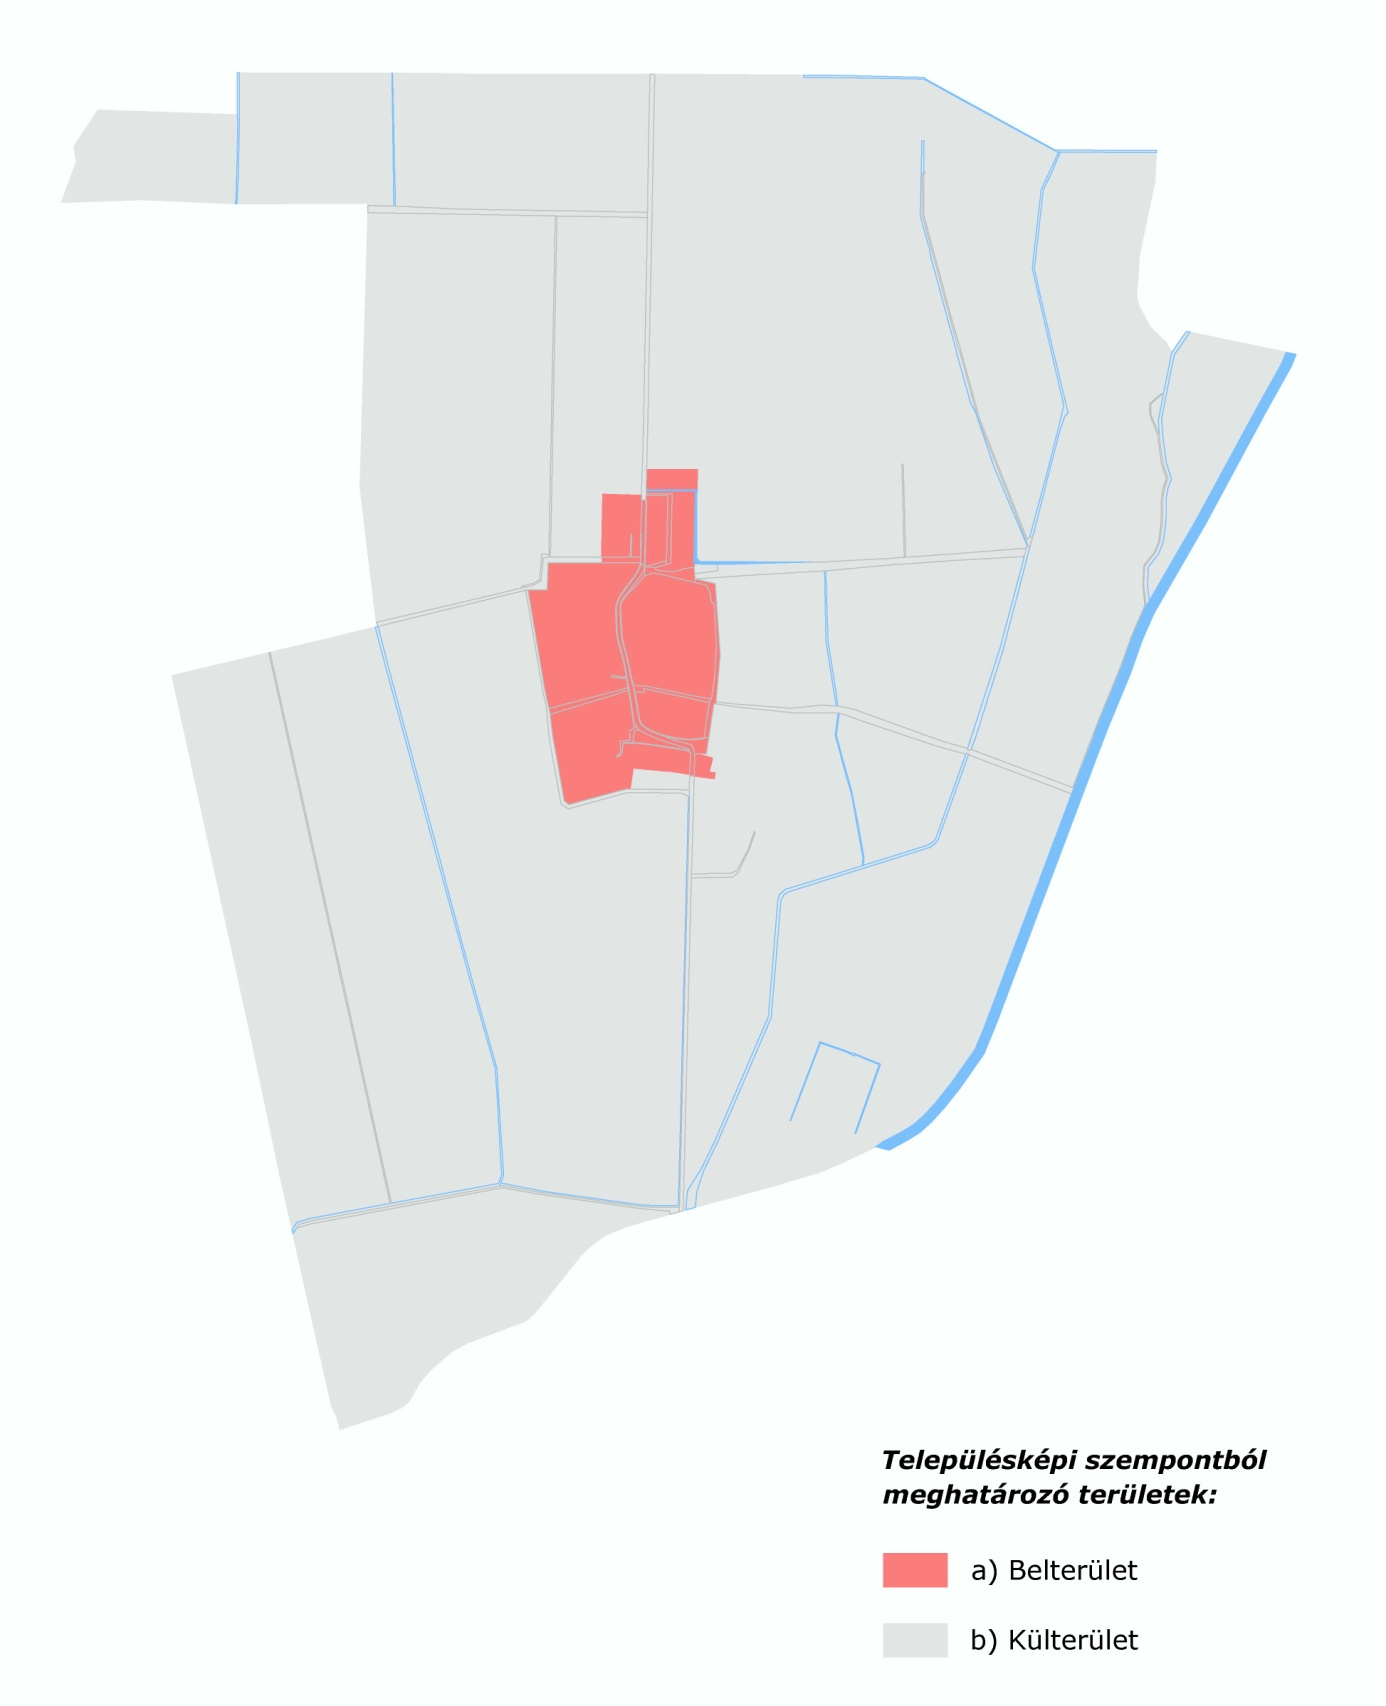 Településképi szempontból
meghatározó területek:
a) Belterület
b) Külterület